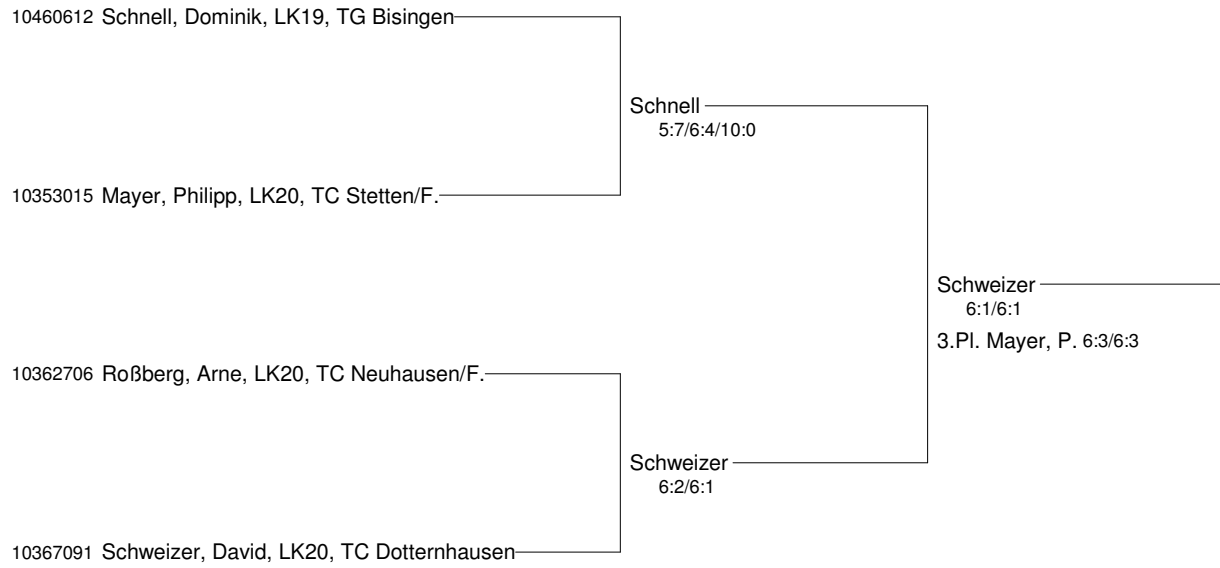 10460612 Schnell, Dominik, LK19, TG Bisingen
Schnell
5:7/6:4/10:0
10353015 Mayer, Philipp, LK20, TC Stetten/F.
Schweizer
6:1/6:1
3.Pl. Mayer, P. 6:3/6:3
10362706 Roßberg, Arne, LK20, TC Neuhausen/F.
Schweizer
6:2/6:1
10367091 Schweizer, David, LK20, TC Dotternhausen